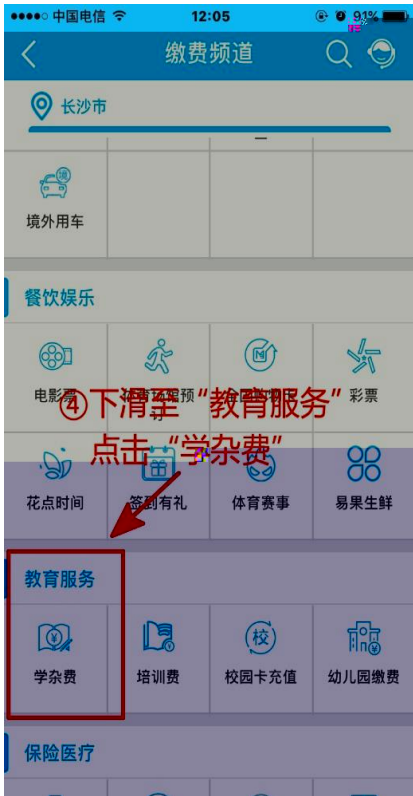 中国电信 12:05 91%
缴费频道
长沙市
境外用车
餐饮娱乐
电影票 彩票
④下滑至“教育服务”
点击“学杂费”
花点时间 签到有礼 体育赛事 易果生鲜
教育服务
学杂费 培训费 校园卡充值 幼儿园缴费
保险医疗